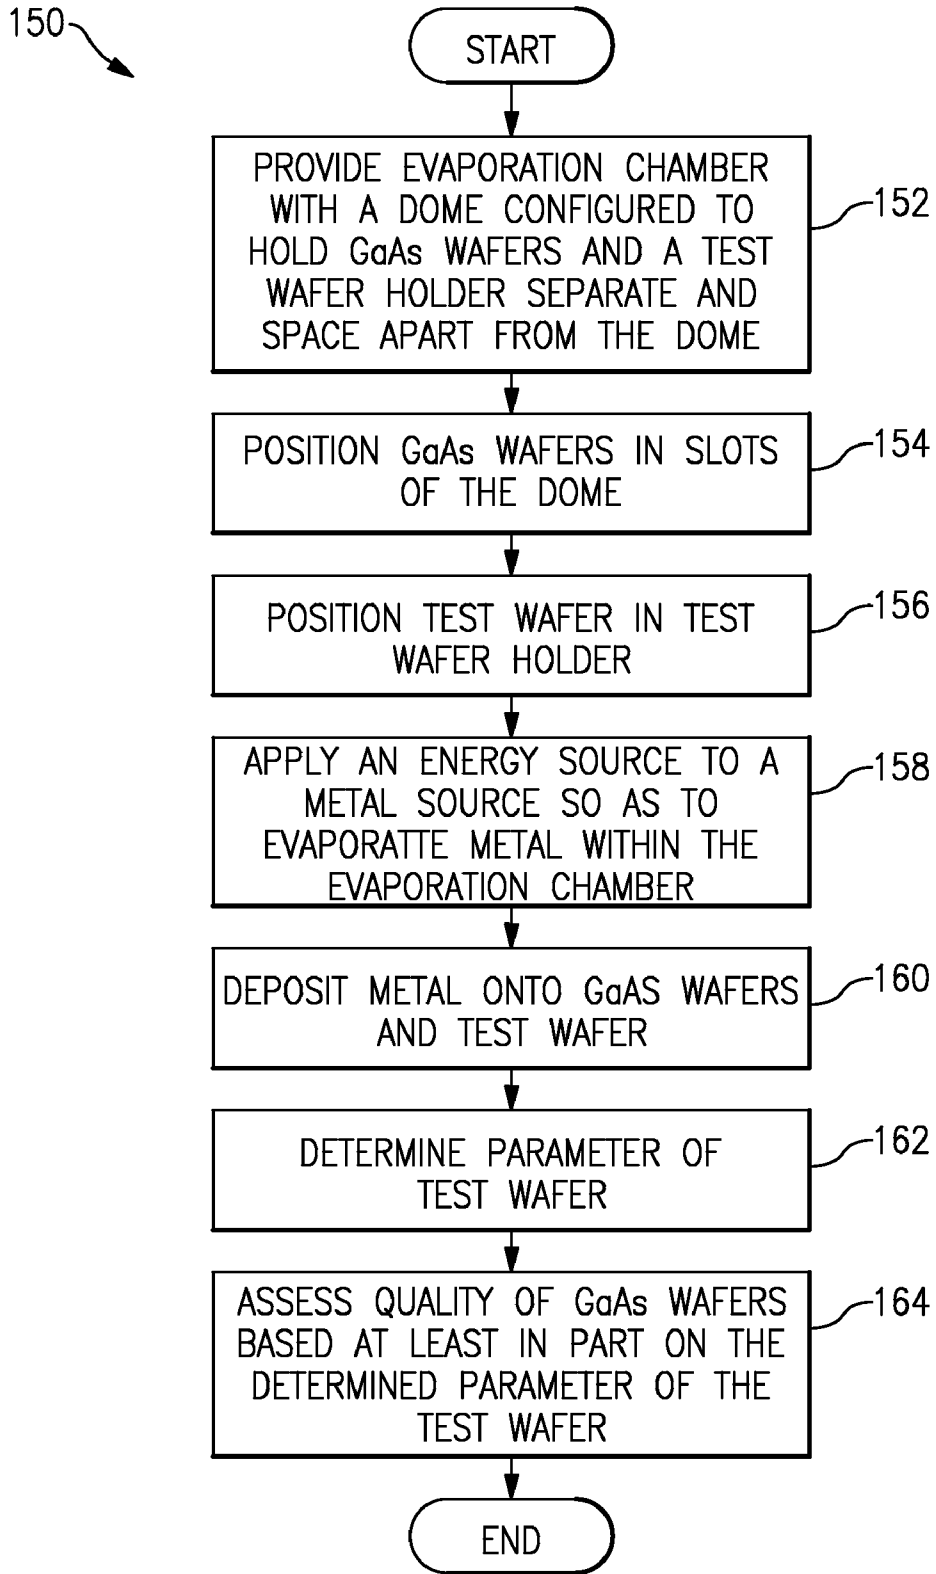 150
START
PROVIDE EVAPORATION CHAMBER
WITH A DOME CONFIGURED TO
HOLD GaAs WAFERS AND A TEST
WAFER HOLDER SEPARATE AND
SPACE APART FROM THE DOME
152
POSITION GaAs WAFERS IN SLOTS
OF THE DOME
154
POSITION TEST WAFER IN TEST
WAFER HOLDER
156
APPLY AN ENERGY SOURCE TO A
METAL SOURCE SO AS TO
EVAPORATTE METAL WITHIN THE
EVAPORATION CHAMBER
158
DEPOSIT METAL ONTO GaAS WAFERS
AND TEST WAFER
160
DETERMINE PARAMETER OF
TEST WAFER
162
ASSESS QUALITY OF GaAs WAFERS
BASED AT LEAST IN PART ON THE
DETERMINED PARAMETER OF THE
TEST WAFER
164
END